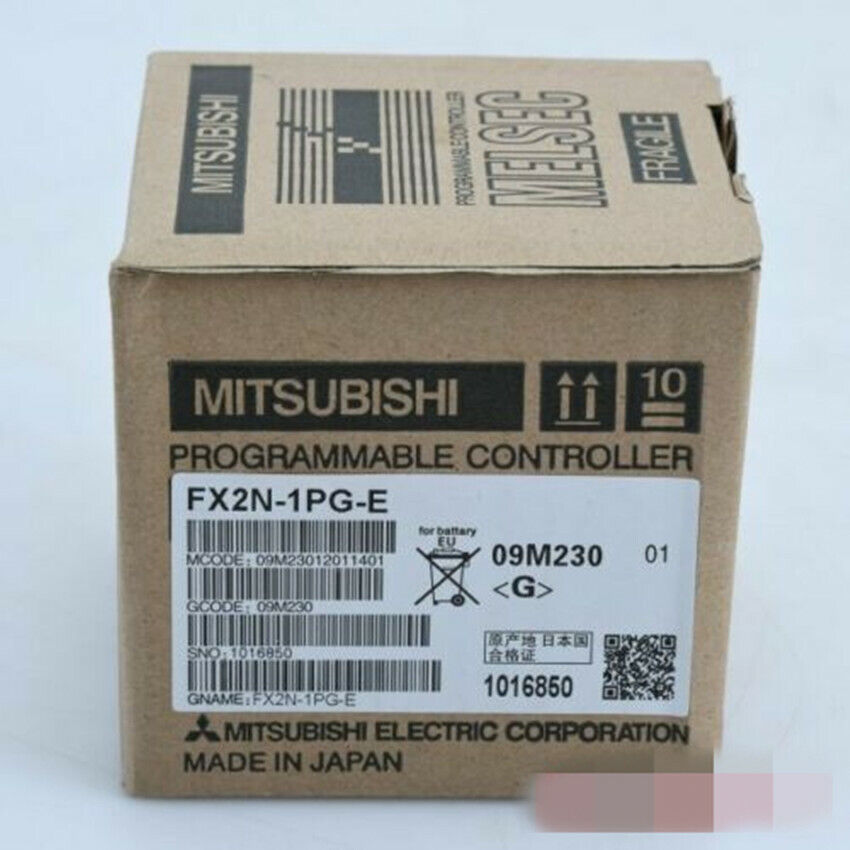 MITSUBISHI
PROGRAMMABLE CONTROLLER
MELSEC
FRAGILE
MITSUBISHI
10
PROGRAMMABLE CONTROLLER
FX2N-1PG-E
MCODE: 09M23012011401
GCODE: 09M230
SNO: 1016850
GNAME: FX2N-1PG-E
for battary
EU
09M230 01
<G>
原产地 日本国
合格证
1016850
MITSUBISHI ELECTRIC CORPORATION
MADE IN JAPAN